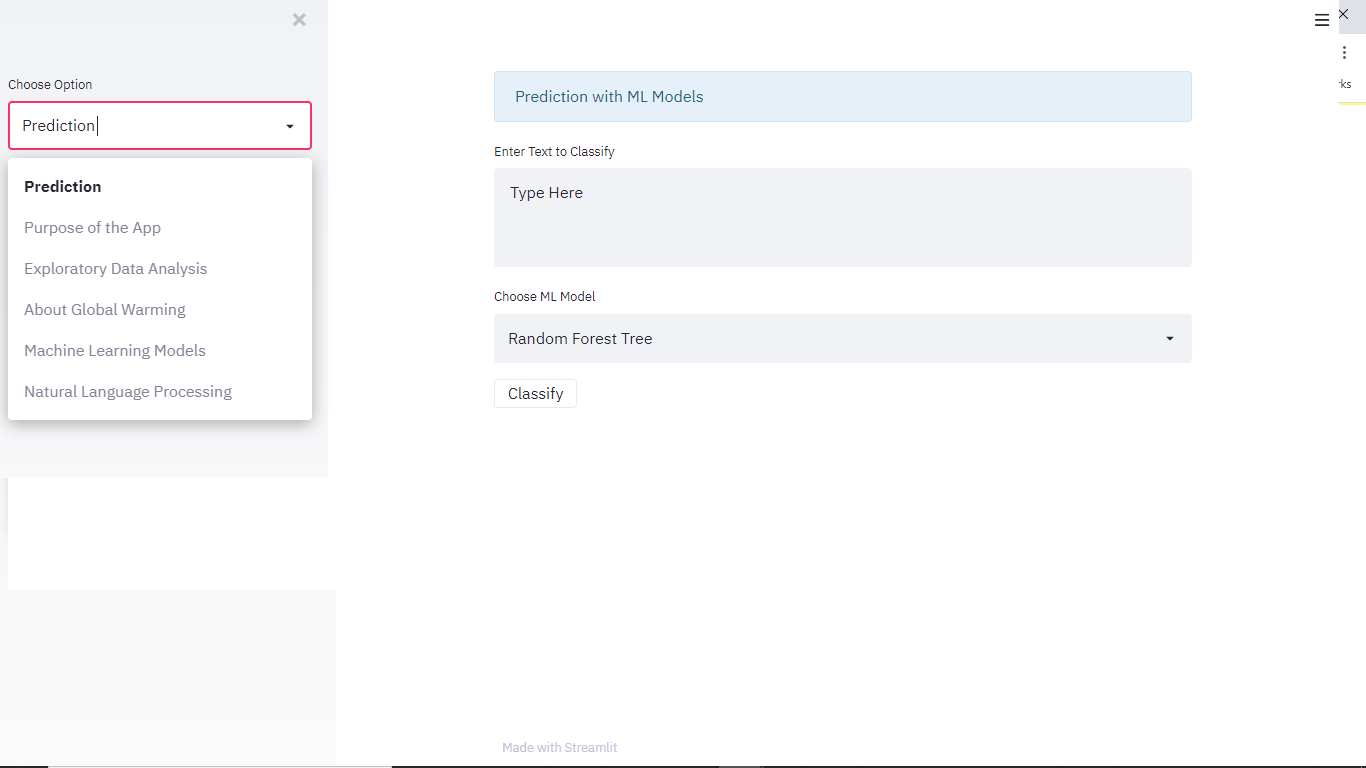 Choose Option
Prediction
Prediction
Purpose of the App
Exploratory Data Analysis
About Global Warming
Machine Learning Models
Natural Language Processing
Prediction with ML Models
Enter Text to Classify
Type Here
Choose ML Model
Random Forest Tree
Classify
Made with Streamlit
rks